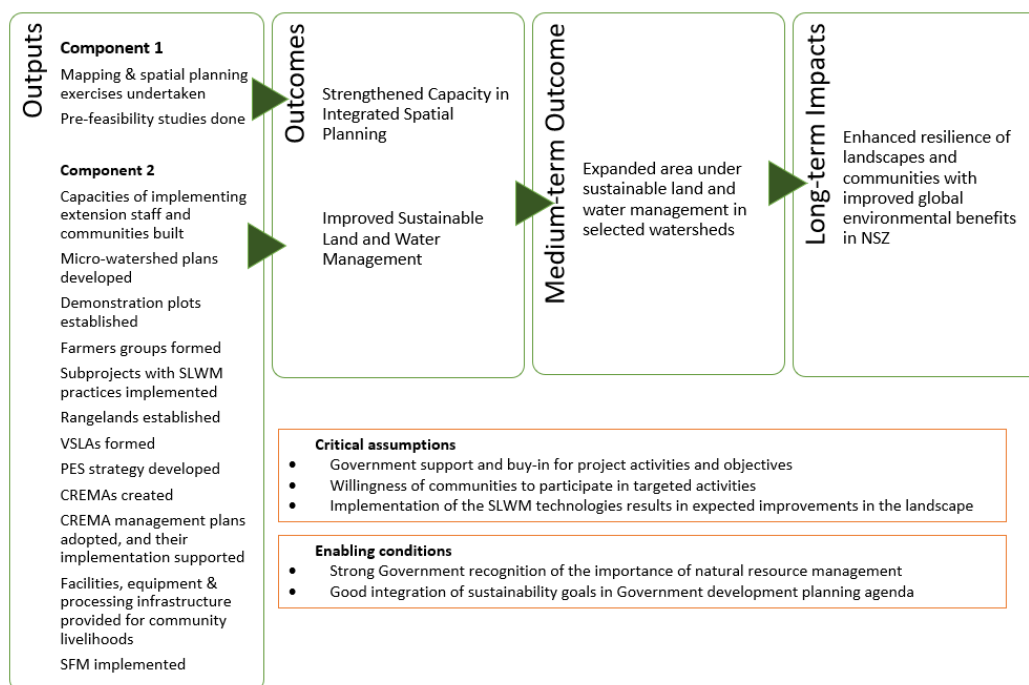 Outputs
Component 1
Mapping & spatial planning
exercises undertaken
Pre-feasibility studies done
Component 2
Capacities of implementing
extension staff and
communities built
Micro-watershed plans
developed
Demonstration plots
established
Farmers groups formed
Subprojects with SLWM
practices implemented
Rangelands established
VSLAs formed
PES strategy developed
CREMAs created
CREMA management plans
adopted, and their
implementation supported
Facilities, equipment &
processing infrastructure
provided for community
livelihoods
SFM implemented
Outcomes
Strengthened Capacity in
Integrated Spatial
Planning
Improved Sustainable
Land and Water
Management
Medium-term Outcome
Expanded area under
sustainable land and
water management in
selected watersheds
Long-term Impacts
Enhanced resilience of
landscapes and
communities with
improved global
environmental benefits
in NSZ
Critical assumptions
• Government support and buy-in for project activities and objectives
• Willingness of communities to participate in targeted activities
• Implementation of the SLWM technologies results in expected improvements in the landscape
Enabling conditions
• Strong Government recognition of the importance of natural resource management
• Good integration of sustainability goals in Government development planning agenda